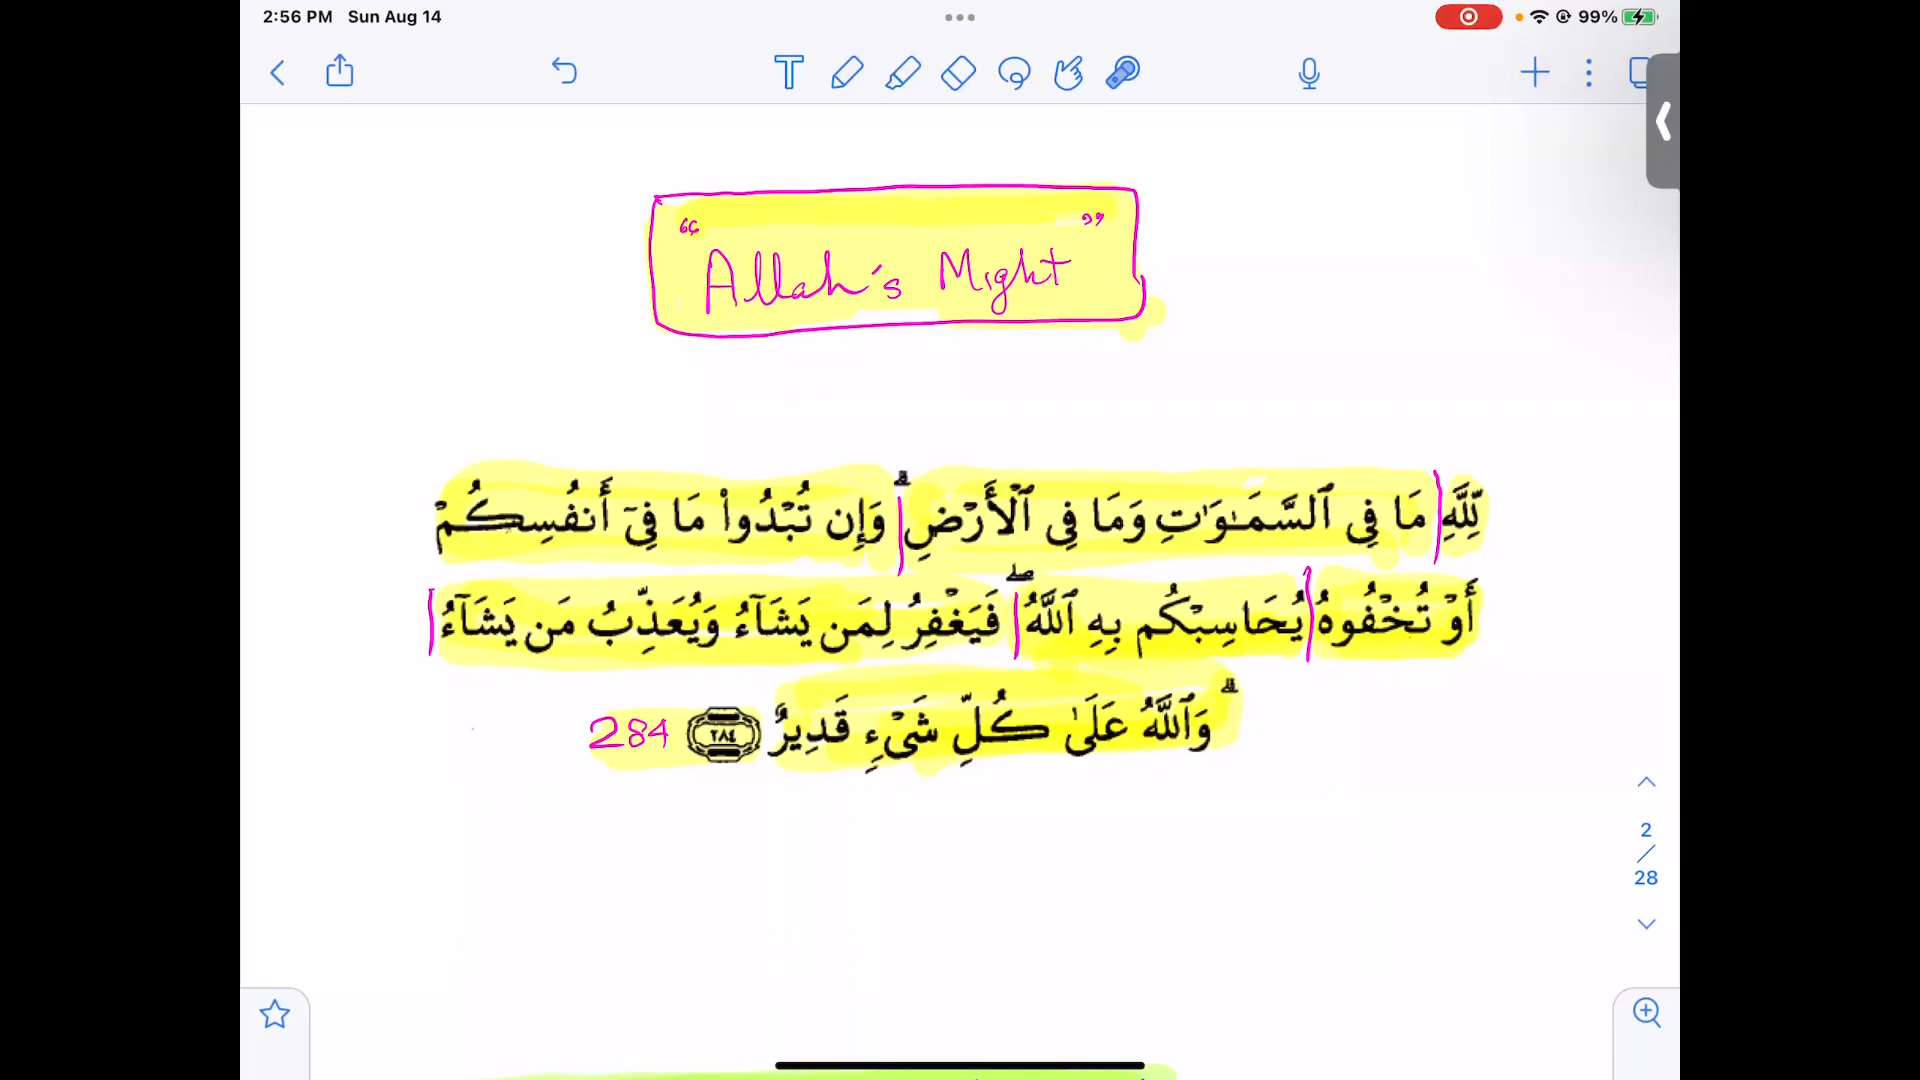 2:56 PM Sun Aug 14
99%
“ Allah's Might ”
لِّلَّهِ مَا فِى ٱلسَّمَـٰوَٰتِ وَمَا فِى ٱلْأَرْضِ ۗ وَإِن تُبْدُوا۟ مَا فِىٓ أَنفُسِكُمْ
أَوْ تُخْفُوهُ يُحَاسِبْكُم بِهِ ٱللَّهُ ۖ فَيَغْفِرُ لِمَن يَشَآءُ وَيُعَذِّبُ مَن يَشَآءُ
ۗ وَٱللَّهُ عَلَىٰ كُلِّ شَىْءٍ قَدِيرٌ ٢٨٤ 284
2
/
28